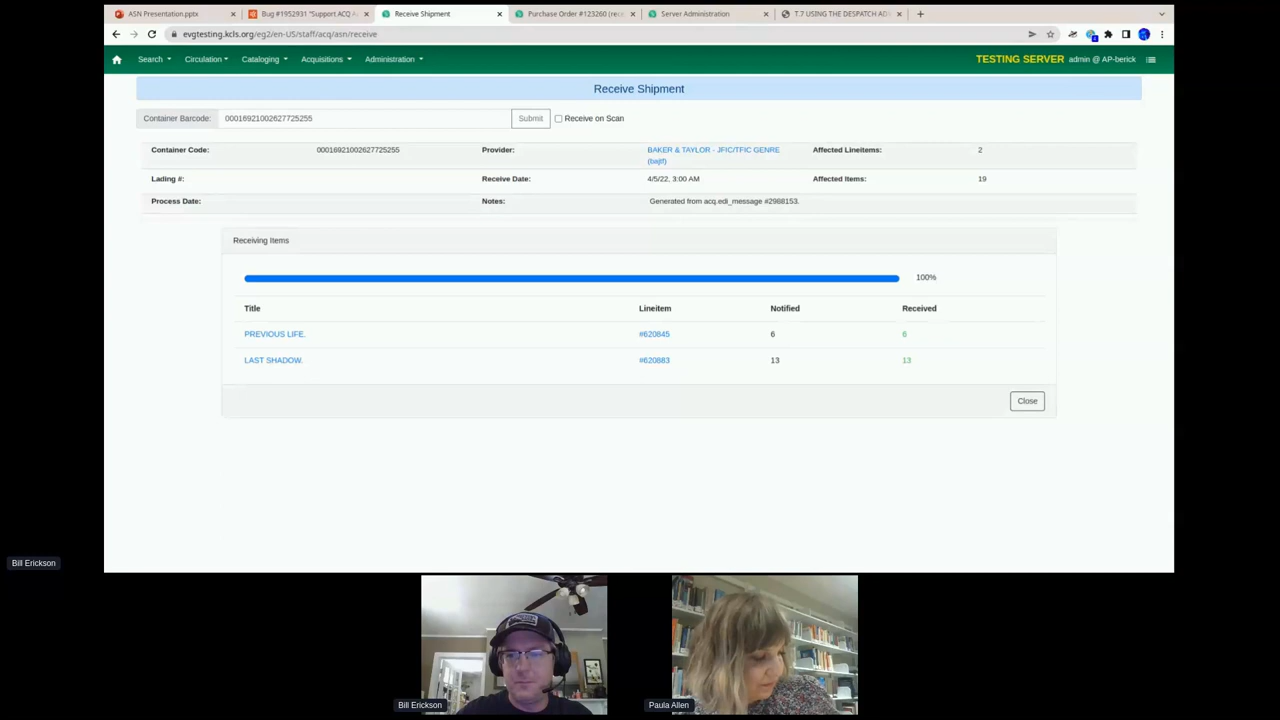 ASN Presentation.pptx Bug #1952931 "Support ACQ A Receive Shipment Purchase Order #123260 (rece Server Administration T.7 USING THE DESPATCH AD
evgtesting.kcls.org/eg2/en-US/staff/acq/asn/receive
Search Circulation Cataloging Acquisitions Administration TESTING SERVER admin @ AP-berick
Receive Shipment
Container Barcode: 00016921002627725255 Submit Receive on Scan
Container Code: 00016921002627725255 Provider: BAKER & TAYLOR - JFIC/TFIC GENRE Affected Lineitems: 2
(bajtf)
Lading #: Receive Date: 4/5/22, 3:00 AM Affected Items: 19
Process Date: Notes: Generated from acq.edi_message #2988153.
Receiving Items
100%
Title Lineitem Notified Received
PREVIOUS LIFE. #620845 6 6
LAST SHADOW. #620883 13 13
Close
Bill Erickson
Bill Erickson Paula Allen